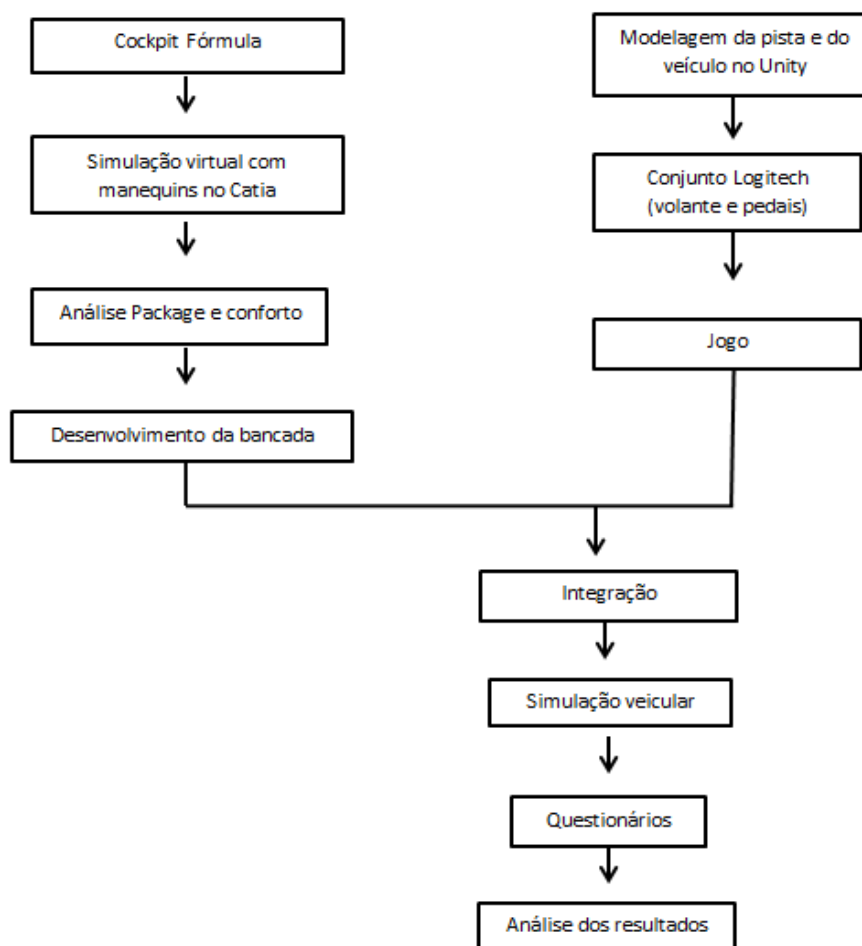 Cockpit Fórmula
Simulação virtual com
manequins no Catia
Análise Package e conforto
Desenvolvimento da bancada
Modelagem da pista e do
veículo no Unity
Conjunto Logitech
(volante e pedais)
Jogo
Integração
Simulação veicular
Questionários
Análise dos resultados